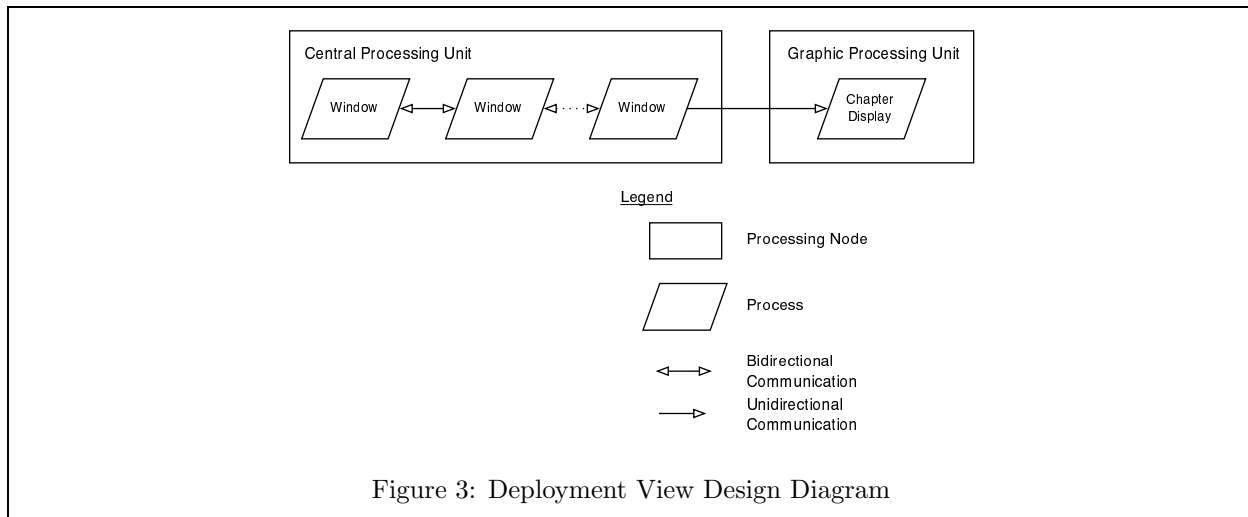 Central Processing Unit
Graphic Processing Unit
Window
Window
Window
Chapter
Display
Legend
Processing Node
Process
Bidirectional
Communication
Unidirectional
Communication
Figure 3: Deployment View Design Diagram